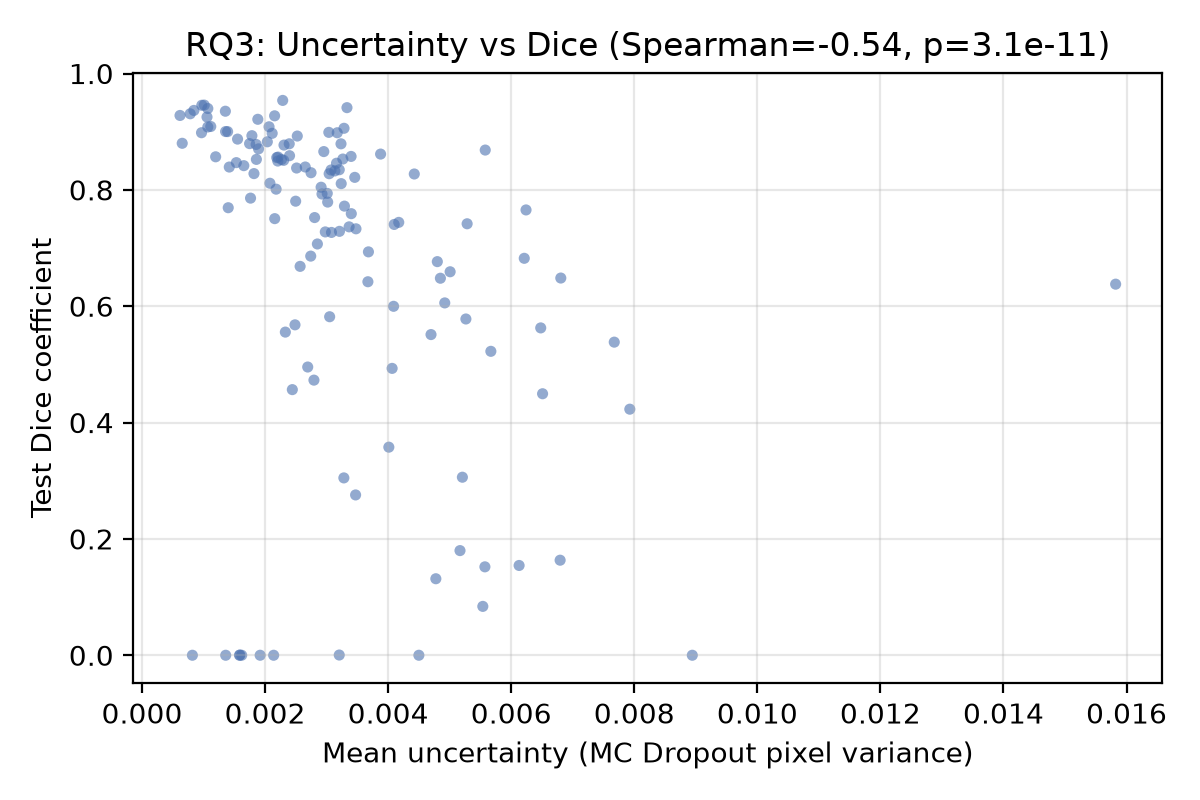 RQ3: Uncertainty vs Dice (Spearman=-0.54, p=3.1e-11)
1.0
0.8
0.6
0.4
0.2
0.0
Test Dice coefficient
0.000 0.002 0.004 0.006 0.008 0.010 0.012 0.014 0.016
Mean uncertainty (MC Dropout pixel variance)